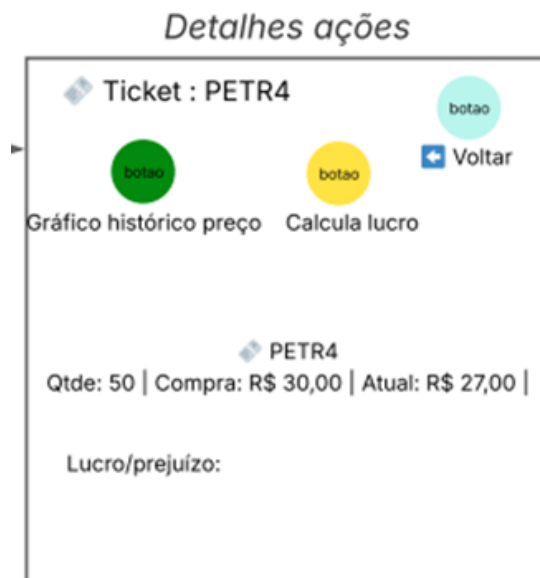 Detalhes ações
Ticket : PETR4
botao
Voltar
botao
botao
Gráfico histórico preço
Calcula lucro
PETR4
Qtde: 50 | Compra: R$ 30,00 | Atual: R$ 27,00 |
Lucro/prejuízo: